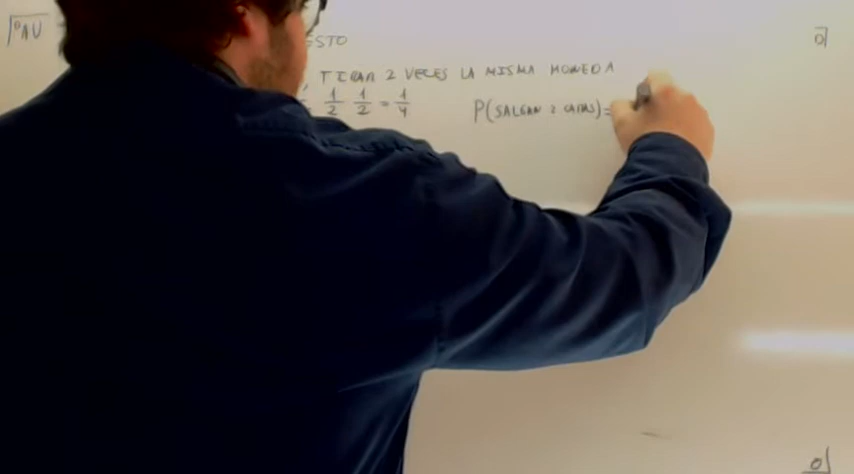 ESTO
TIRAR 2 VECES LA MISMA MONEDA
1/2 1/2 = 1/4 P(SALGAN 2 CARAS)=